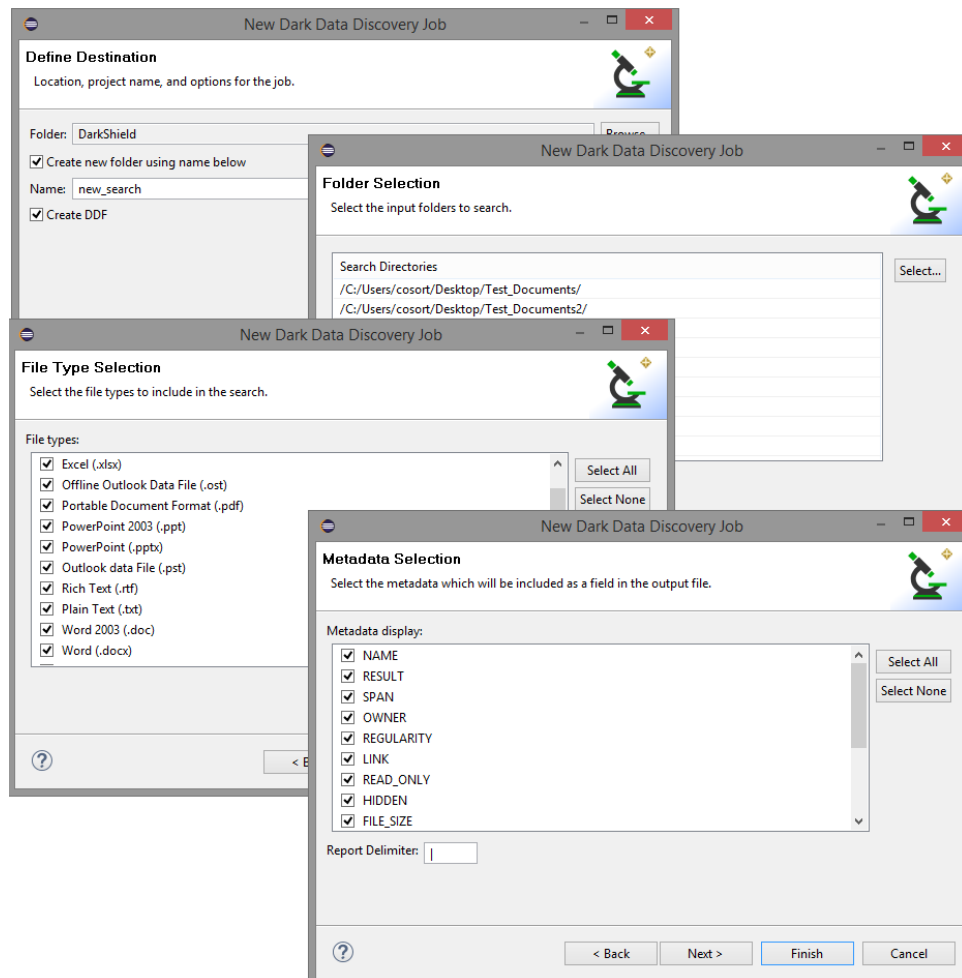 New Dark Data Discovery Job
Define Destination
Location, project name, and options for the job.
Folder: DarkShield Browse...
Create new folder using name below
Name: new_search
Create DDF
New Dark Data Discovery Job
Folder Selection
Select the input folders to search.
Search Directories
Select...
/C:/Users/cosort/Desktop/Test_Documents/
/C:/Users/cosort/Desktop/Test_Documents2/
New Dark Data Discovery Job
File Type Selection
Select the file types to include in the search.
File types:
Excel (.xlsx)
Offline Outlook Data File (.ost)
Portable Document Format (.pdf)
PowerPoint 2003 (.ppt)
PowerPoint (.pptx)
Outlook data File (.pst)
Rich Text (.rtf)
Plain Text (.txt)
Word 2003 (.doc)
Word (.docx)
Select All
Select None
?
New Dark Data Discovery Job
Metadata Selection
Select the metadata which will be included as a field in the output file.
Metadata display:
NAME
RESULT
SPAN
OWNER
REGULARITY
LINK
READ_ONLY
HIDDEN
FILE_SIZE
Select All
Select None
Report Delimiter: |
? < Back Next > Finish Cancel